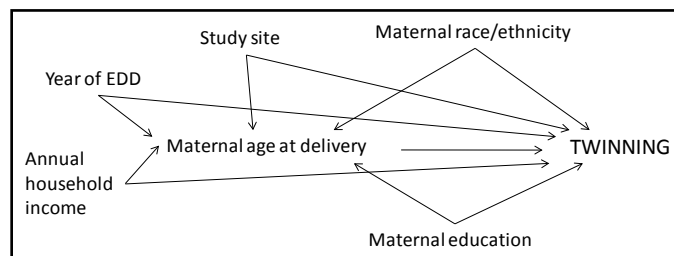 Study site
Maternal race/ethnicity
Year of EDD
Maternal age at delivery
TWINNING
Annual
household
income
Maternal education